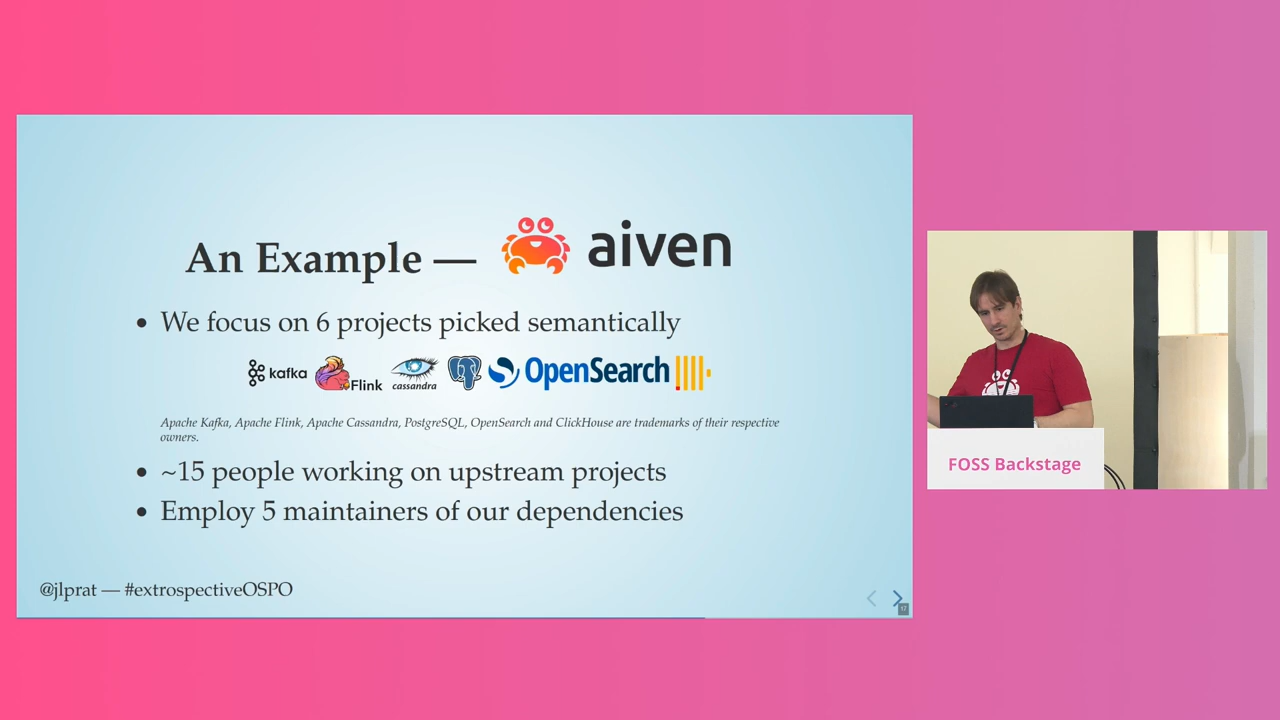 An Example — aiven
We focus on 6 projects picked semantically
kafka Flink cassandra OpenSearch
Apache Kafka, Apache Flink, Apache Cassandra, PostgreSQL, OpenSearch and ClickHouse are trademarks of their respective
owners.
~15 people working on upstream projects
Employ 5 maintainers of our dependencies
@jlprat — #extrospectiveOSPO
17
FOSS Backstage